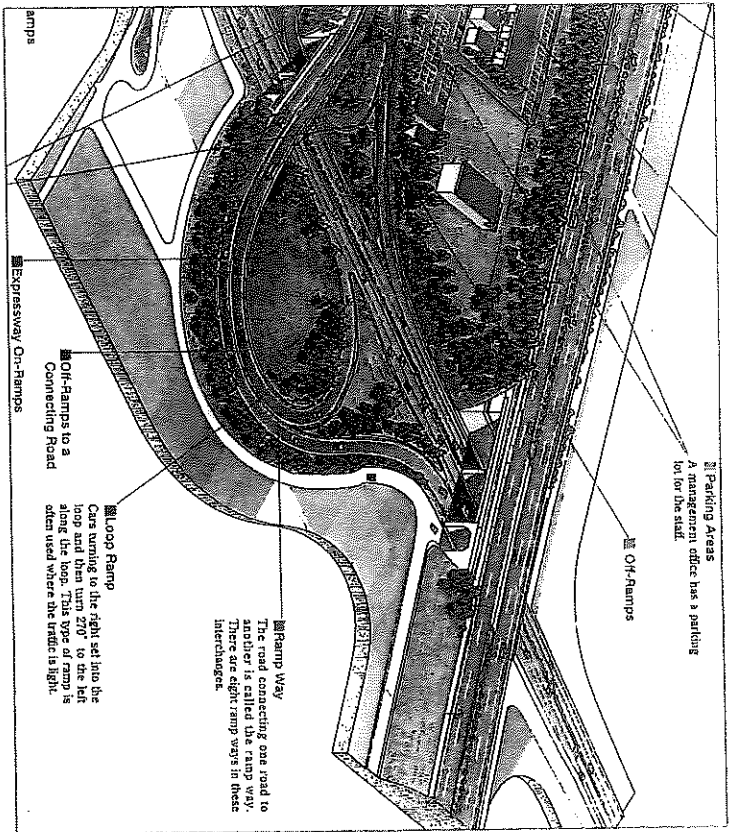 Parking Areas
A management office has a parking
lot for the staff.
Off-Ramps
Ramp Way
The road connecting one road to
another is called the ramp way.
There are eight ramp ways in these
interchanges.
Loop Ramp
Cars turning to the right set into the
loop and then turn 270° to the left
along the loop. This type of ramp is
often used where the traffic is light.
Off-Ramps to a
Connecting Road
Expressway On-Ramps
amps